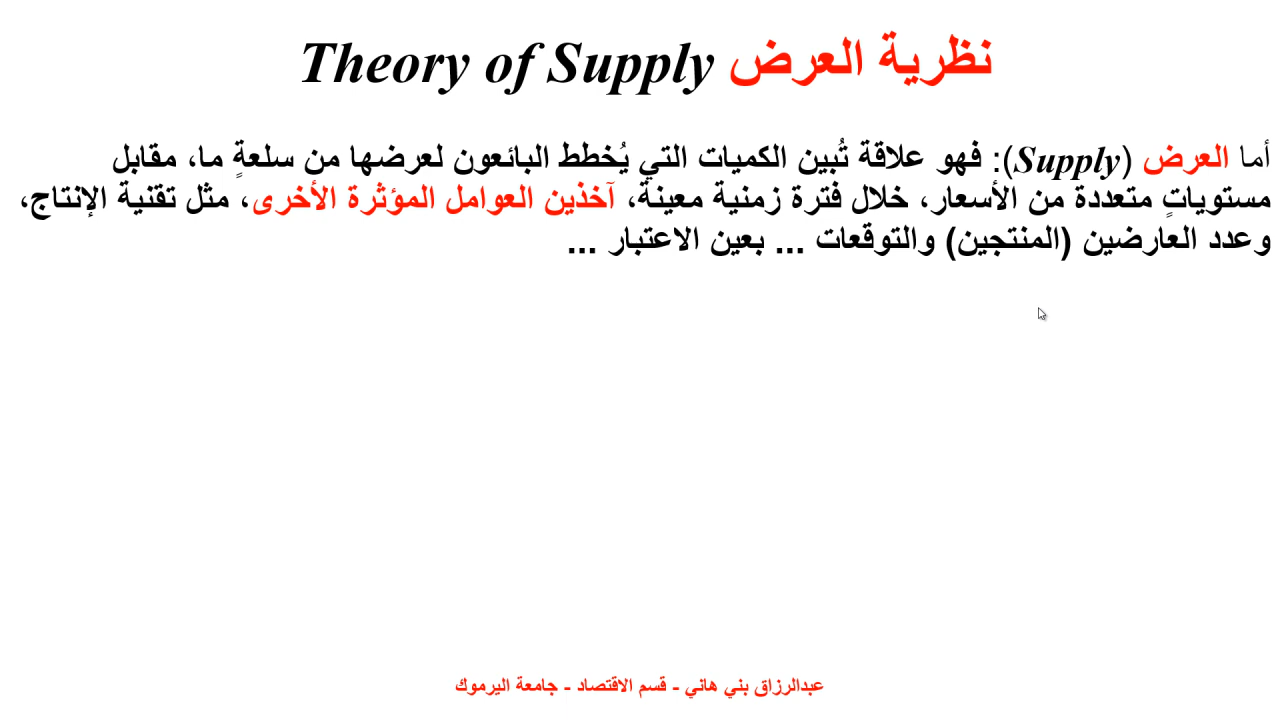 نظرية العرض Theory of Supply
أما العرض (Supply): فهو علاقة تُبين الكميات التي يُخطط البائعون لعرضها من سلعةٍ ما، مقابل
مستوياتٍ متعددة من الأسعار، خلال فترة زمنية معينة، آخذين العوامل المؤثرة الأخرى، مثل تقنية الإنتاج،
وعدد العارضين (المنتجين) والتوقعات ... بعين الاعتبار ...
عبدالرزاق بني هاني - قسم الاقتصاد - جامعة اليرموك